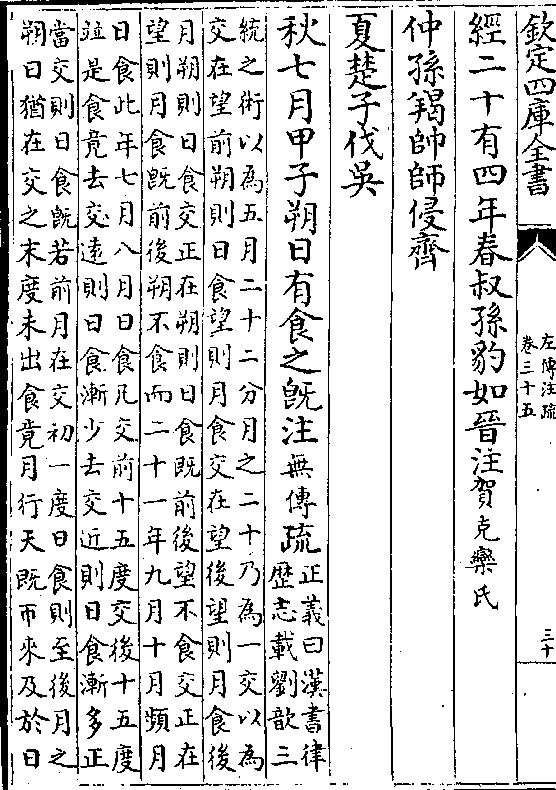 欽定四庫全書
左傳注疏
卷三十五
三十
經二十有四年春叔孫豹如晉注賀克欒氏
仲孫羯帥師侵齊
夏楚子伐吳
秋七月甲子朔日有食之旣注無傳疏正義曰漢書律
歴志載劉歆三
統之術以為五月二十二分月之二十乃為一交以為
交在望前朔則日食望則月食交在望後望則月食後
月朔則日食交正在朔則日食既前後望不食交正在
望則月食既前後朔不食而二十一年九月十月頻月
日食此年七月八月日食凡交前十五度交後十五度
竝是食竟去交遠則日食漸少去交近則日食漸多正
當交則日食既若前月在交初一度日食則至後月之
朔日猶在交之末度未出食竟月行天既帀來及於日